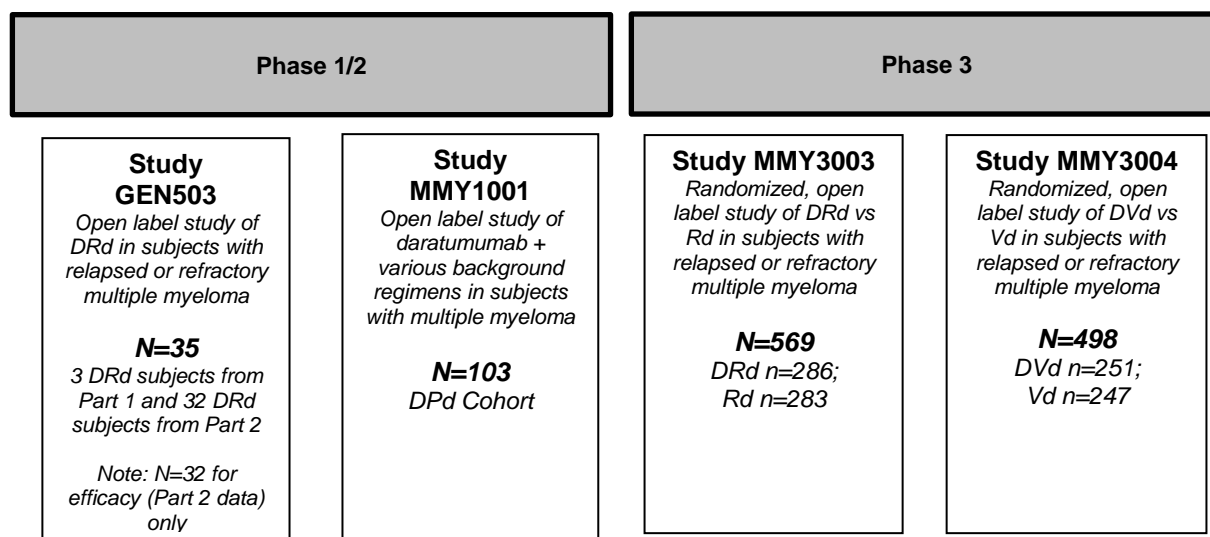 Phase 1/2
Phase 3
Study
GEN503
Open label study of
DRd in subjects with
relapsed or refractory
multiple myeloma
N=35
3 DRd subjects from
Part 1 and 32 DRd
subjects from Part 2
Note: N=32 for
efficacy (Part 2 data)
only
Study
MMY1001
Open label study of
daratumumab +
various background
regimens in subjects
with multiple myeloma
N=103
DPd Cohort
Study MMY3003
Randomized, open
label study of DRd vs
Rd in subjects with
relapsed or refractory
multiple myeloma
N=569
DRd n=286;
Rd n=283
Study MMY3004
Randomized, open
label study of DVd vs
Vd in subjects with
relapsed or refractory
multiple myeloma
N=498
DVd n=251;
Vd n=247